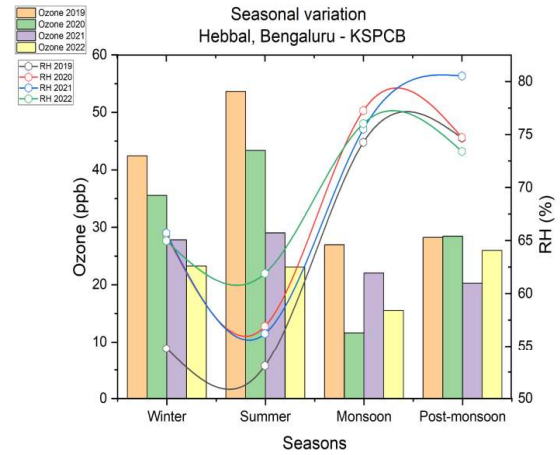 Seasonal variation
Hebbal, Bengaluru - KSPCB
Ozone 2019
Ozone 2020
Ozone 2021
Ozone 2022
RH 2019
RH 2020
RH 2021
RH 2022
Ozone (ppb)
60
50
40
30
20
10
0
RH (%)
80
75
70
65
60
55
50
Winter Summer Monsoon Post-monsoon
Seasons